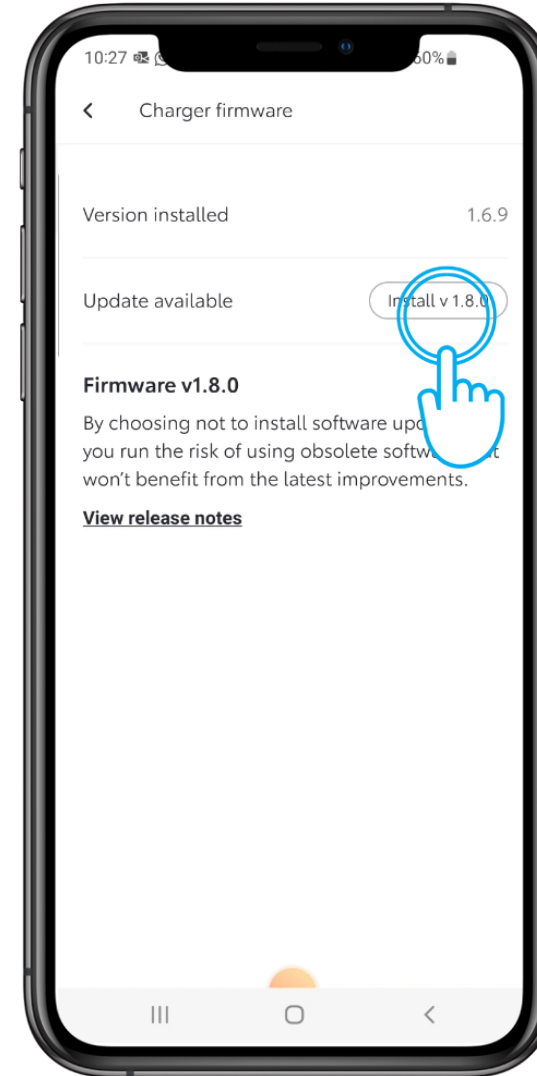 10:27
60%
Charger firmware
Version installed 1.6.9
Update available Install v 1.8.0
Firmware v1.8.0
By choosing not to install software
you run the risk of using obsolete
won't benefit from the latest improvements.
View release notes